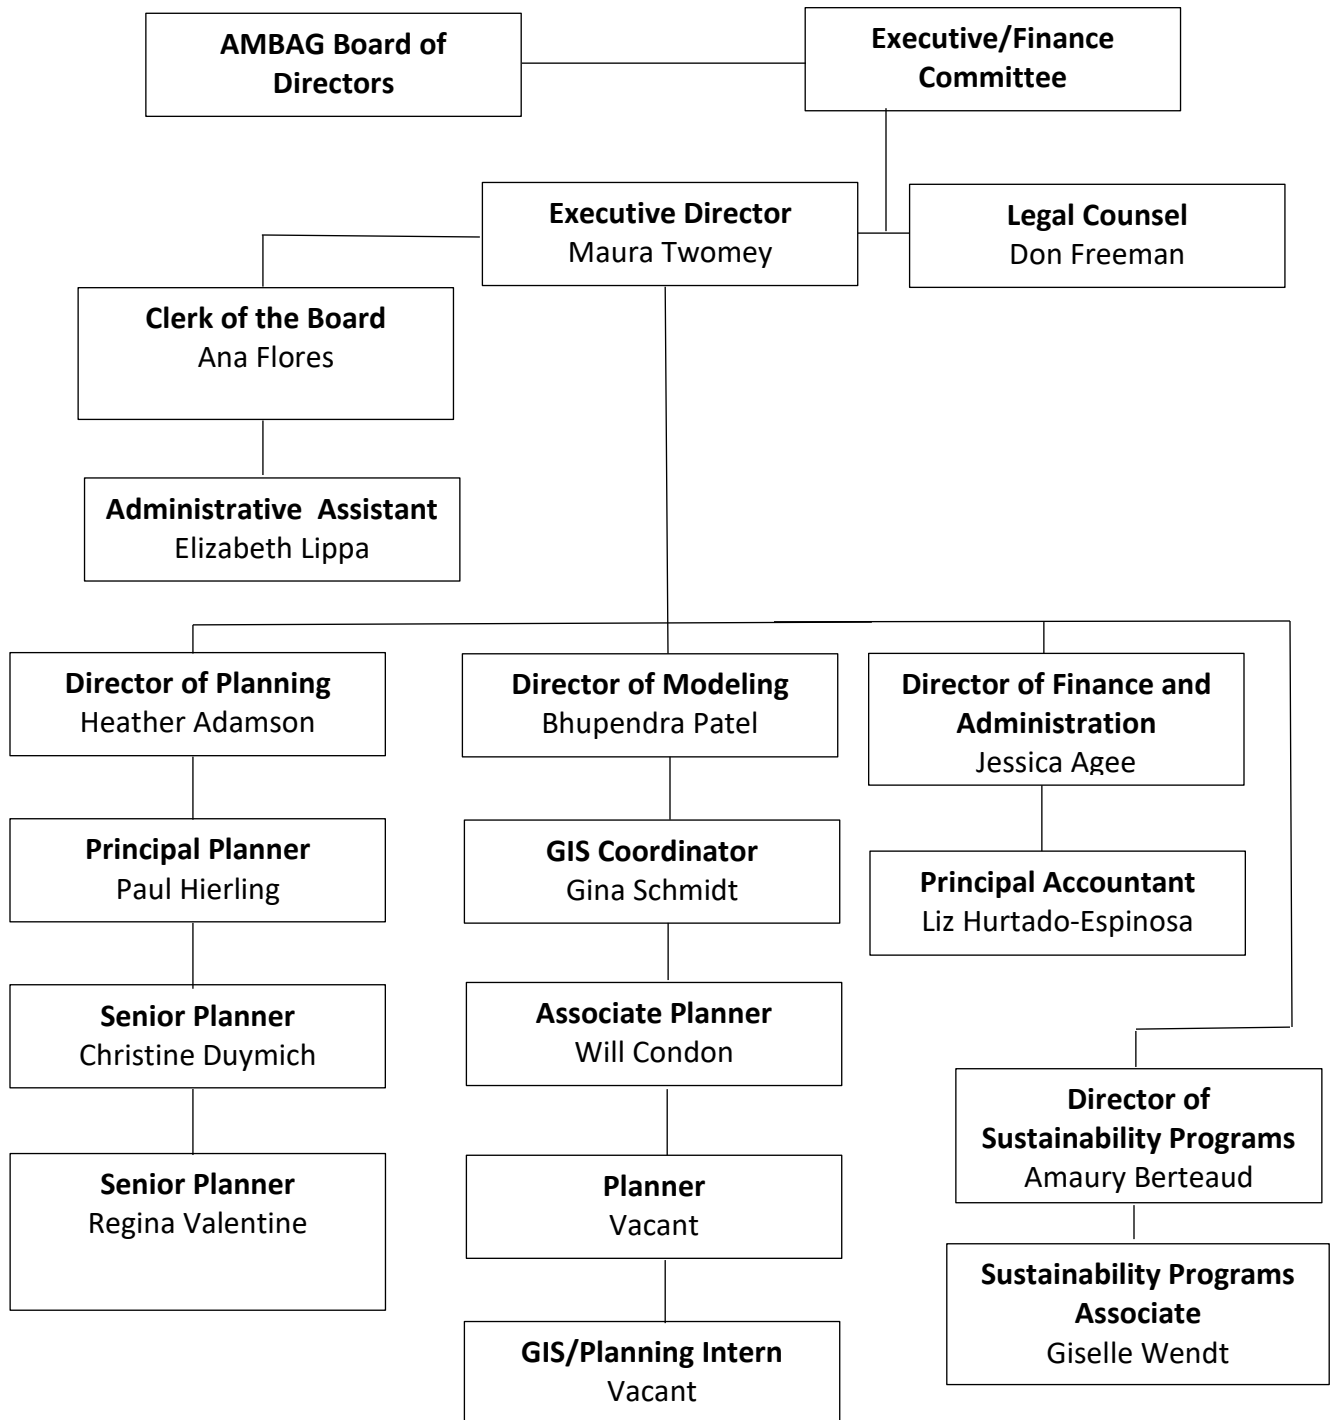 AMBAG Board of
Directors
Executive/Finance
Committee
Executive Director
Maura Twomey
Legal Counsel
Don Freeman
Clerk of the Board
Ana Flores
Administrative  Assistant
Elizabeth Lippa
Director of Planning
Heather Adamson
Director of Modeling
Bhupendra Patel
Director of Finance and
Administration
Jessica Agee
Principal Planner
Paul Hierling
GIS Coordinator
Gina Schmidt
Principal Accountant
Liz Hurtado-Espinosa
Senior Planner
Christine Duymich
Associate Planner
Will Condon
Director of
Sustainability Programs
Amaury Berteaud
Senior Planner
Regina Valentine
Planner
Vacant
Sustainability Programs
Associate
Giselle Wendt
GIS/Planning Intern
Vacant